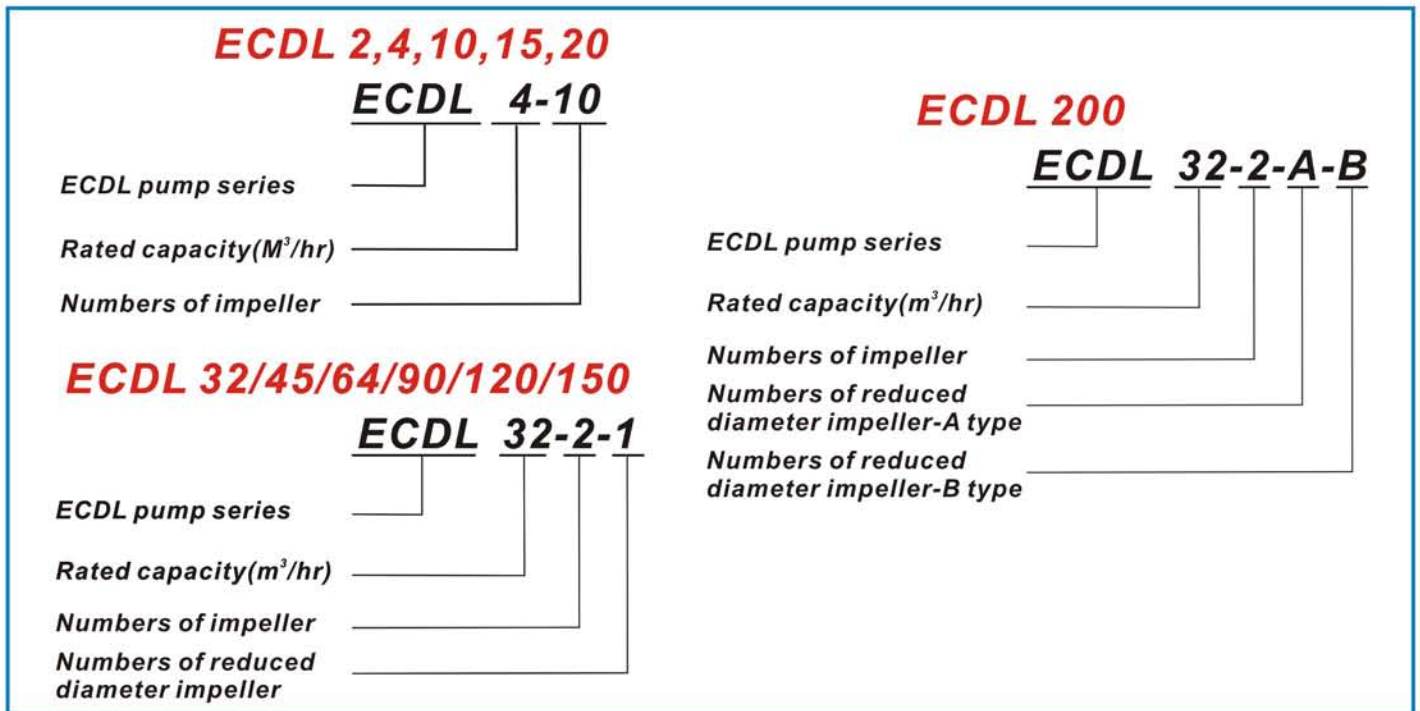 ECDL 2,4,10,15,20
ECDL 4-10
ECDL pump series
Rated capacity(M³/hr)
Numbers of impeller
ECDL 32/45/64/90/120/150
ECDL 32-2-1
ECDL pump series
Rated capacity(m³/hr)
Numbers of impeller
Numbers of reduced
diameter impeller
ECDL 200
ECDL 32-2-A-B
ECDL pump series
Rated capacity(m³/hr)
Numbers of impeller
Numbers of reduced
diameter impeller-A type
Numbers of reduced
diameter impeller-B type